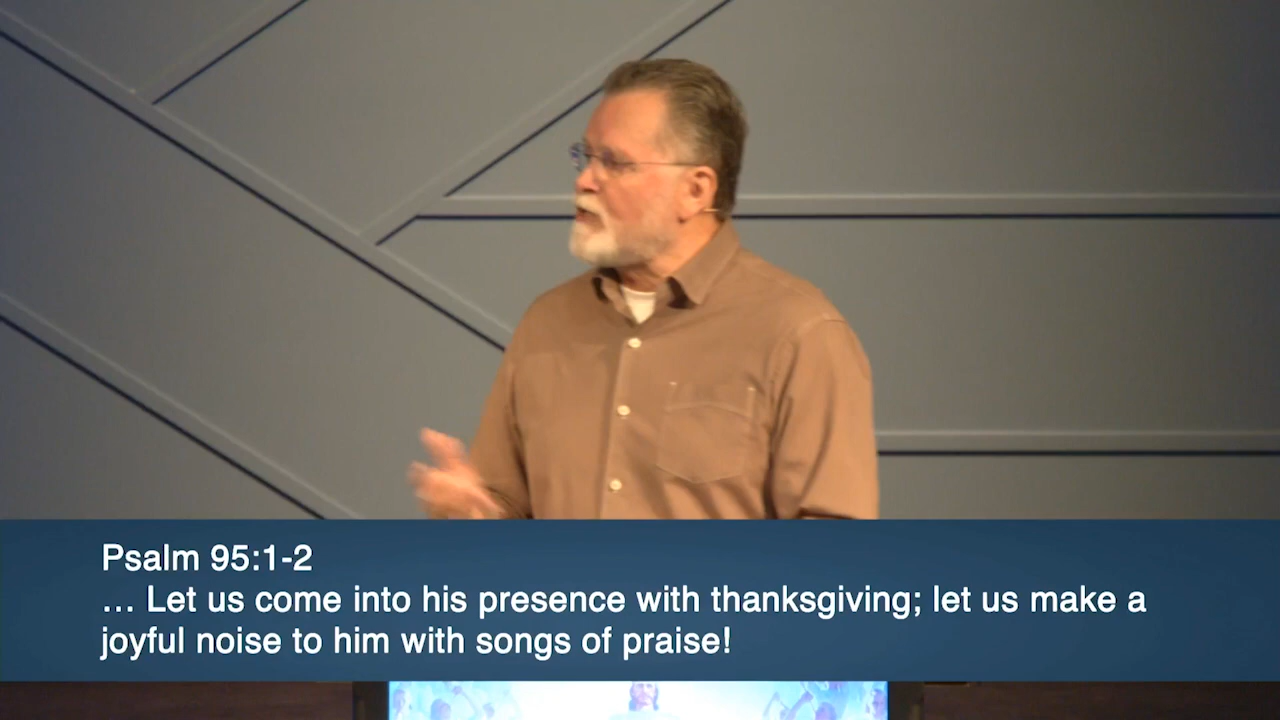 Psalm 95:1-2
… Let us come into his presence with thanksgiving; let us make a
joyful noise to him with songs of praise!